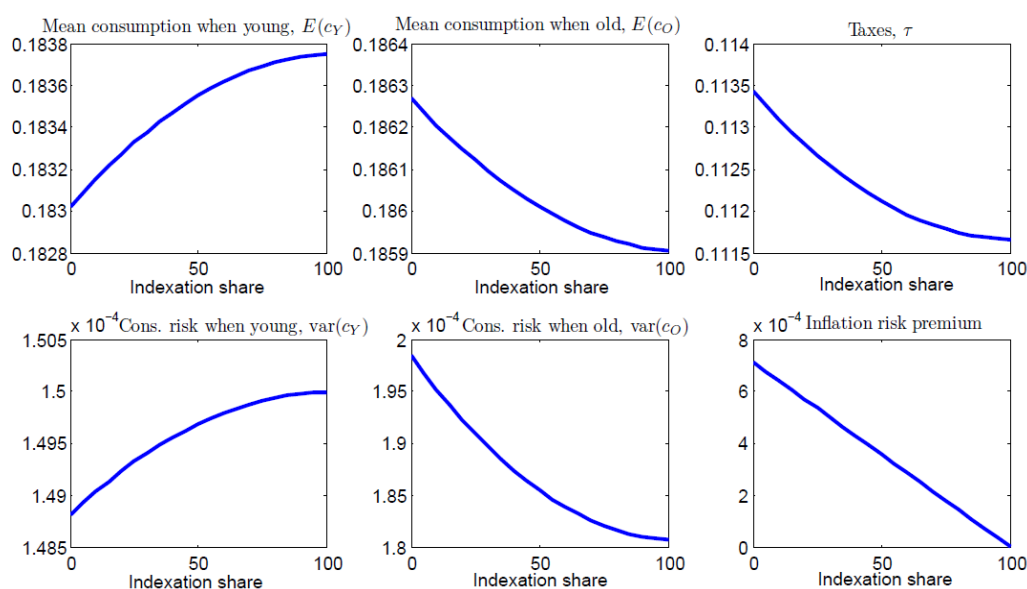 Mean consumption when young, E(c_Y)
0.1838
0.1836
0.1834
0.1832
0.183
0.1828
0 50 100
Indexation share
Mean consumption when old, E(c_O)
0.1864
0.1863
0.1862
0.1861
0.186
0.1859
0 50 100
Indexation share
Taxes, τ
0.114
0.1135
0.113
0.1125
0.112
0.1115
0 50 100
Indexation share
x 10^-4 Cons. risk when young, var(c_Y)
1.505
1.5
1.495
1.49
1.485
0 50 100
Indexation share
x 10^-4 Cons. risk when old, var(c_O)
2
1.95
1.9
1.85
1.8
0 50 100
Indexation share
x 10^-4 Inflation risk premium
8
6
4
2
0
0 50 100
Indexation share